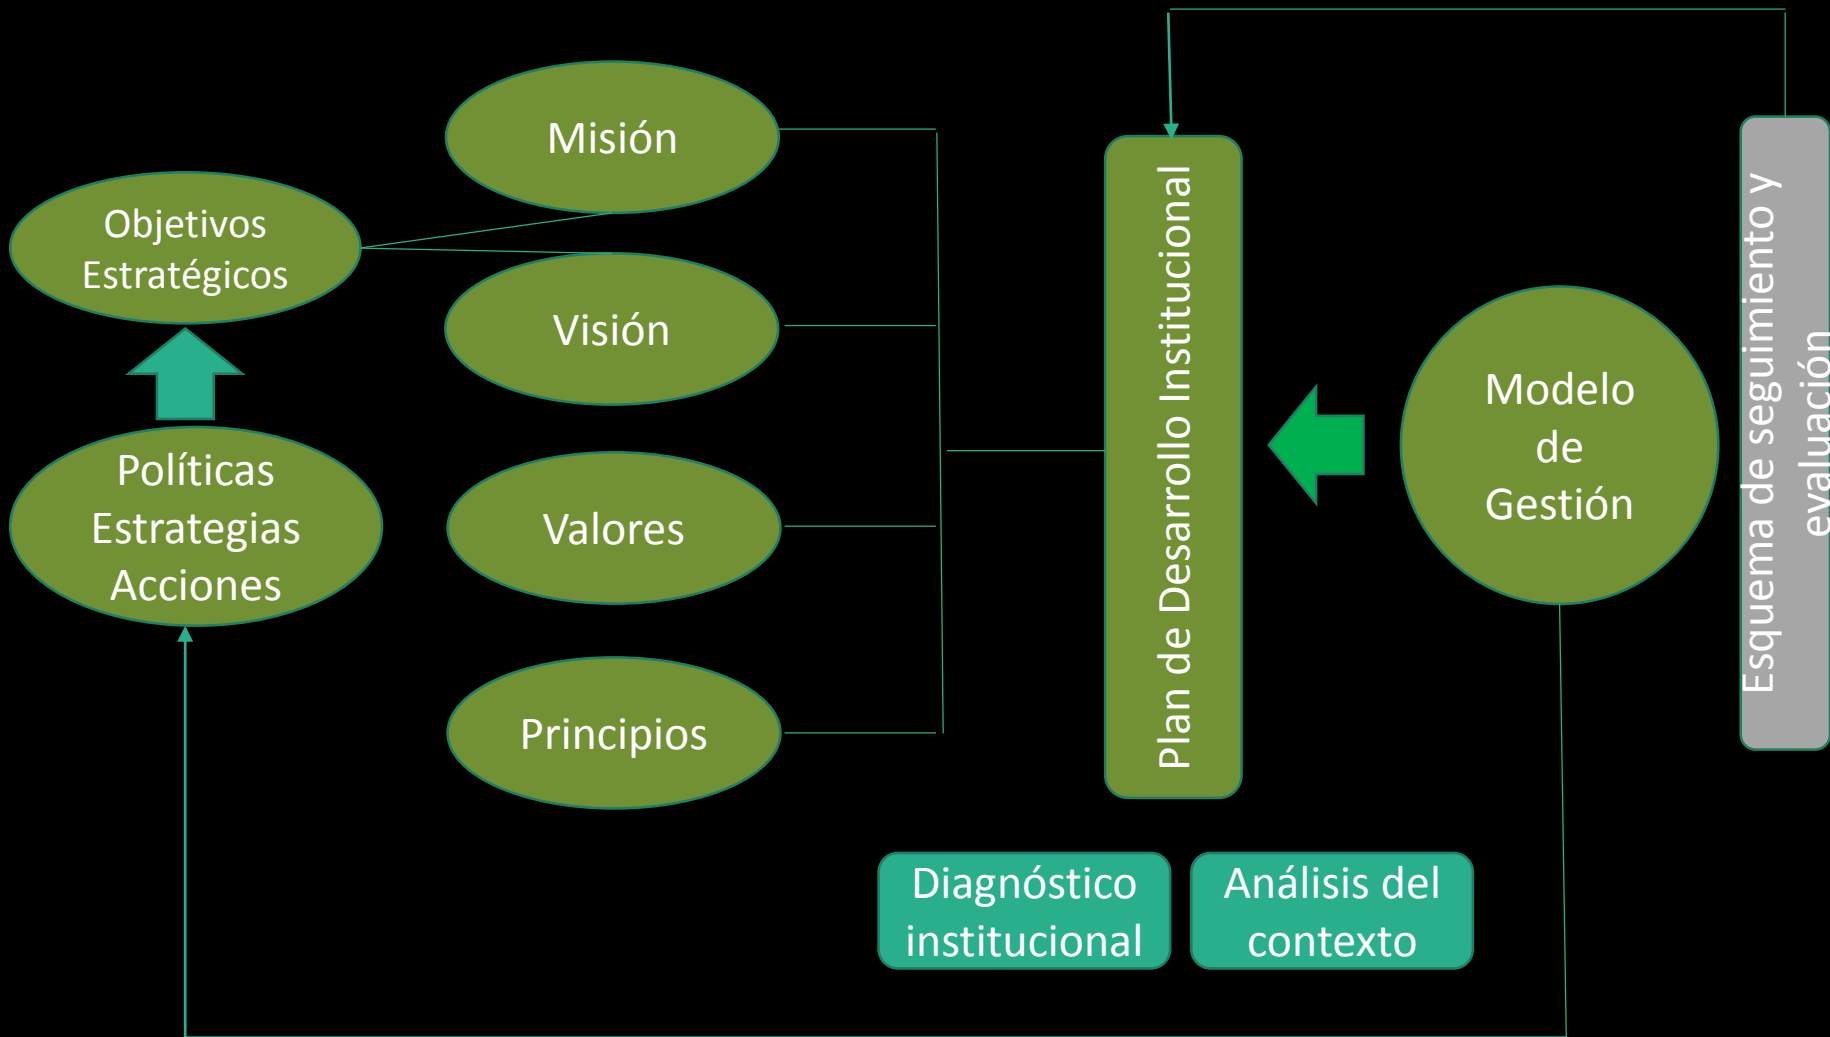 Misión
Objetivos
Estratégicos
Visión
Políticas
Estrategias
Acciones
Valores
Principios
Plan de Desarrollo Institucional
Modelo
de
Gestión
Esquema de seguimiento y
evaluación
Diagnóstico
institucional
Análisis del
contexto